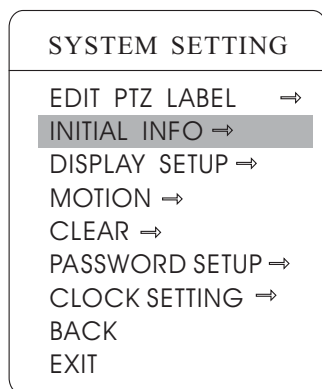 SYSTEM SETTING
EDIT PTZ LABEL ⇒
INITIAL INFO ⇒
DISPLAY SETUP ⇒
MOTION ⇒
CLEAR ⇒
PASSWORD SETUP ⇒
CLOCK SETTING ⇒
BACK
EXIT